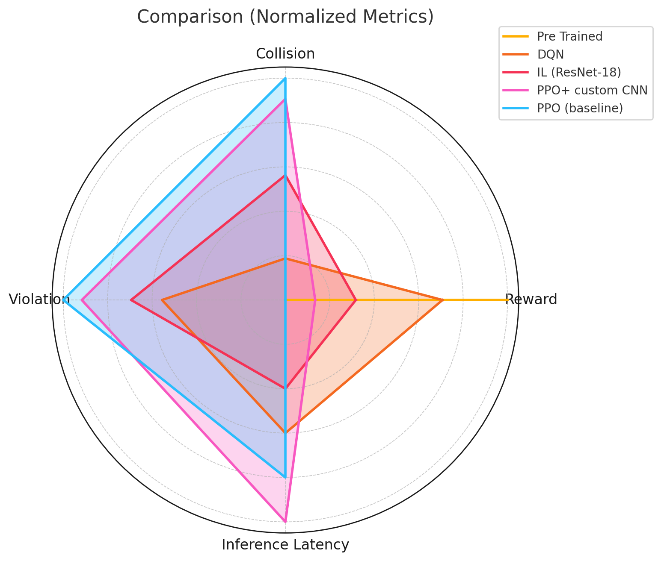 Comparison (Normalized Metrics)
Pre Trained
DQN
IL (ResNet-18)
PPO+ custom CNN
PPO (baseline)
Collision
Violation
Reward
Inference Latency